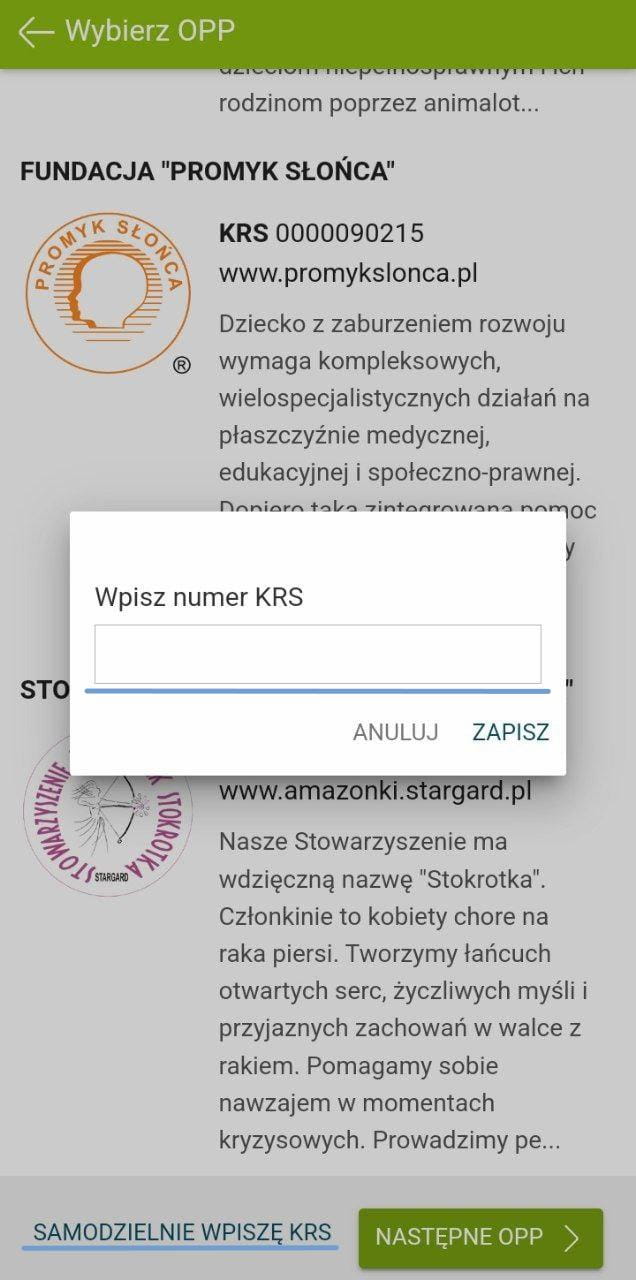 Wybierz OPP
dzieciom niepełnosprawnym i ich
rodzinom poprzez animalot...
FUNDACJA "PROMYK SŁOŃCA"
PROMYK SŁOŃCA
®
KRS 0000090215
www.promykslonca.pl
Dziecko z zaburzeniem rozwoju
wymaga kompleksowych,
wielospecjalistycznych działań na
płaszczyźnie medycznej,
edukacyjnej i społeczno-prawnej.
Dopiero taka zintegrowana pomoc
y
Wpisz numer KRS
STO
"
ANULUJ ZAPISZ
STOWARZYSZENIE
STOKROTKA
STARGARD
www.amazonki.stargard.pl
Nasze Stowarzyszenie ma
wdzięczną nazwę "Stokrotka".
Członkinie to kobiety chore na
raka piersi. Tworzymy łańcuch
otwartych serc, życzliwych myśli i
przyjaznych zachowań w walce z
rakiem. Pomagamy sobie
nawzajem w momentach
kryzysowych. Prowadzimy pe...
SAMODZIELNIE WPISZĘ KRS
NASTĘPNE OPP